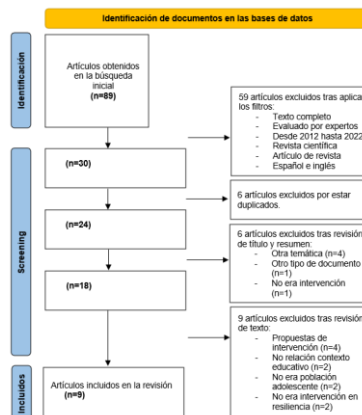 Identificación de documentos en las bases de datos
Identificación
Artículos obtenidos
en la búsqueda
inicial
(n=89)
59 artículos excluidos tras aplica
los filtros:
- Texto completo
- Evaluado por expertos
- Desde 2012 hasta 2022
- Revista científica
- Artículo de revista
- Español e inglés
Screening
(n=30)
6 artículos excluidos por estar
duplicados.
(n=24)
6 artículos excluidos tras revisión
de título y resumen:
- Otra temática (n=4)
- Otro tipo de documento
(n=1)
- No era intervención
(n=1)
(n=18)
9 artículos excluidos tras revisión
de texto:
- Propuestas de
intervención (n=4)
- No relación contexto
educativo (n=2)
- No era población
adolescente (n=2)
- No era intervención en
resiliencia (n=2)
Incluidos
Artículos incluidos en la revisión
(n=9)